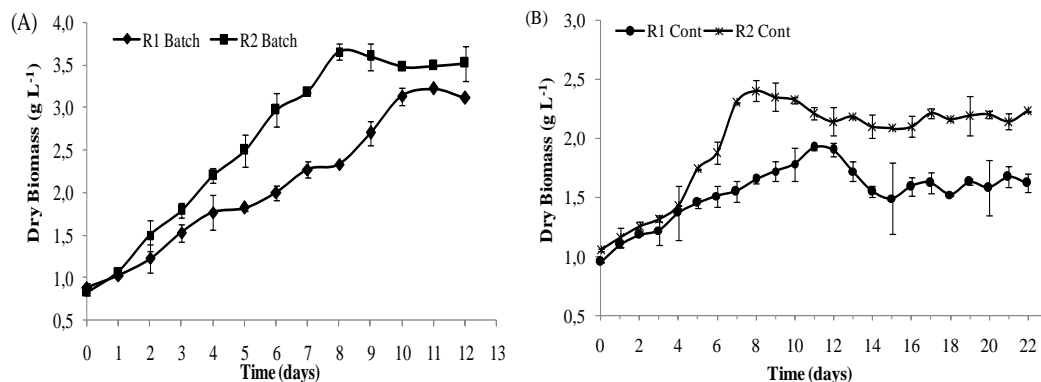 (A)
R1 Batch R2 Batch
Dry Biomass (g L⁻¹)
4,0
3,5
3,0
2,5
2,0
1,5
1,0
0,5
0 1 2 3 4 5 6 7 8 9 10 11 12 13
Time (days)
(B)
R1 Cont R2 Cont
Dry Biomass (g L⁻¹)
3,0
2,5
2,0
1,5
1,0
0,5
0 2 4 6 8 10 12 14 16 18 20 22
Time (days)